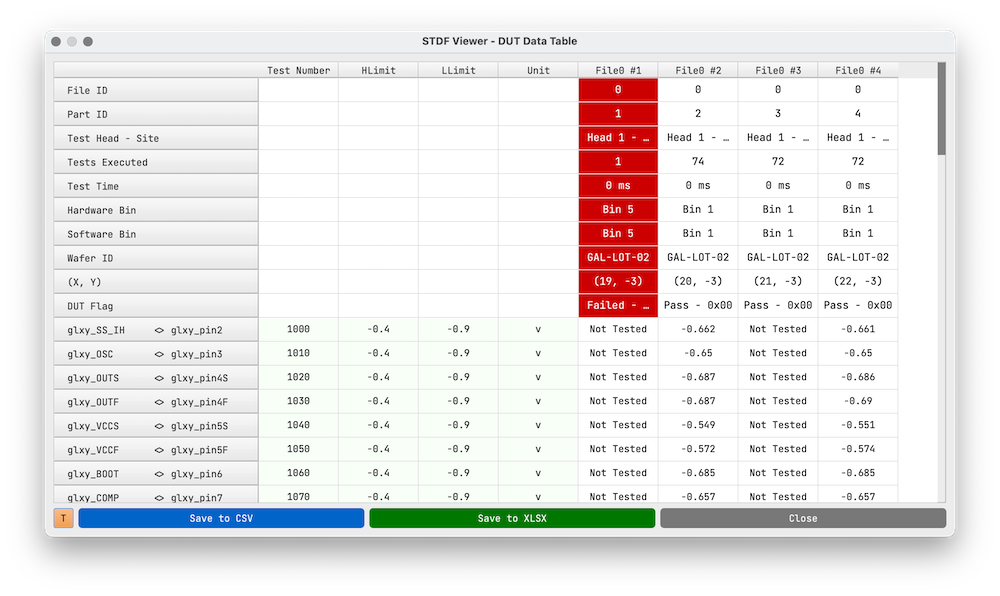 STDF Viewer - DUT Data Table
Test Number HLimit LLimit Unit File0 #1 File0 #2 File0 #3 File0 #4
File ID 0 0 0 0
Part ID 1 2 3 4
Test Head - Site Head 1 - … Head 1 - … Head 1 - … Head 1 - …
Tests Executed 1 74 72 72
Test Time 0 ms 0 ms 0 ms 0 ms
Hardware Bin Bin 5 Bin 1 Bin 1 Bin 1
Software Bin Bin 5 Bin 1 Bin 1 Bin 1
Wafer ID GAL-LOT-02 GAL-LOT-02 GAL-LOT-02 GAL-LOT-02
(X, Y) (19, -3) (20, -3) (21, -3) (22, -3)
DUT Flag Failed - … Pass - 0x00 Pass - 0x00 Pass - 0x00
glxy_SS_IH <> glxy_pin2 1000 -0.4 -0.9 v Not Tested -0.662 Not Tested -0.661
glxy_OSC <> glxy_pin3 1010 -0.4 -0.9 v Not Tested -0.65 Not Tested -0.65
glxy_OUTS <> glxy_pin4S 1020 -0.4 -0.9 v Not Tested -0.687 Not Tested -0.686
glxy_OUTF <> glxy_pin4F 1030 -0.4 -0.9 v Not Tested -0.687 Not Tested -0.69
glxy_VCCS <> glxy_pin5S 1040 -0.4 -0.9 v Not Tested -0.549 Not Tested -0.551
glxy_VCCF <> glxy_pin5F 1050 -0.4 -0.9 v Not Tested -0.572 Not Tested -0.574
glxy_BOOT <> glxy_pin6 1060 -0.4 -0.9 v Not Tested -0.685 Not Tested -0.685
glxy_COMP <> glxy_pin7 1070 -0.4 -0.9 v Not Tested -0.657 Not Tested -0.657
T Save to CSV Save to XLSX Close